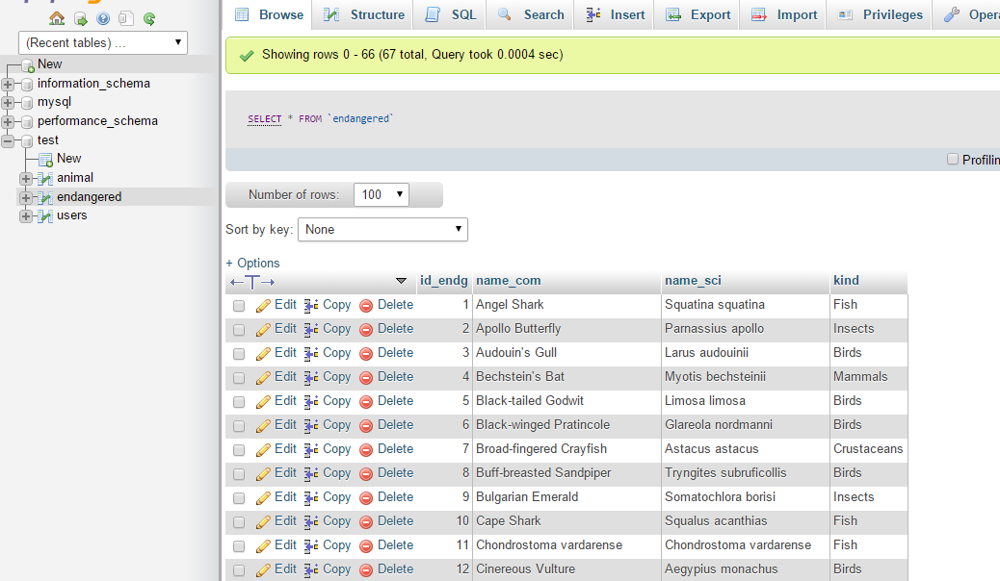 Browse Structure SQL Search Insert Export Import Privileges Opera
(Recent tables) ...
New
information_schema
mysql
performance_schema
test
New
animal
endangered
users
Showing rows 0 - 66 (67 total, Query took 0.0004 sec)
SELECT * FROM `endangered`
Profilin
Number of rows: 100
Sort by key: None
+ Options
←T→ id_endg name_com name_sci kind
Edit Copy Delete 1 Angel Shark Squatina squatina Fish
Edit Copy Delete 2 Apollo Butterfly Parnassius apollo Insects
Edit Copy Delete 3 Audouin's Gull Larus audouinii Birds
Edit Copy Delete 4 Bechstein's Bat Myotis bechsteinii Mammals
Edit Copy Delete 5 Black-tailed Godwit Limosa limosa Birds
Edit Copy Delete 6 Black-winged Pratincole Glareola nordmanni Birds
Edit Copy Delete 7 Broad-fingered Crayfish Astacus astacus Crustaceans
Edit Copy Delete 8 Buff-breasted Sandpiper Tryngites subruficollis Birds
Edit Copy Delete 9 Bulgarian Emerald Somatochlora borisi Insects
Edit Copy Delete 10 Cape Shark Squalus acanthias Fish
Edit Copy Delete 11 Chondrostoma vardarense Chondrostoma vardarense Fish
Edit Copy Delete 12 Cinereous Vulture Aegypius monachus Birds